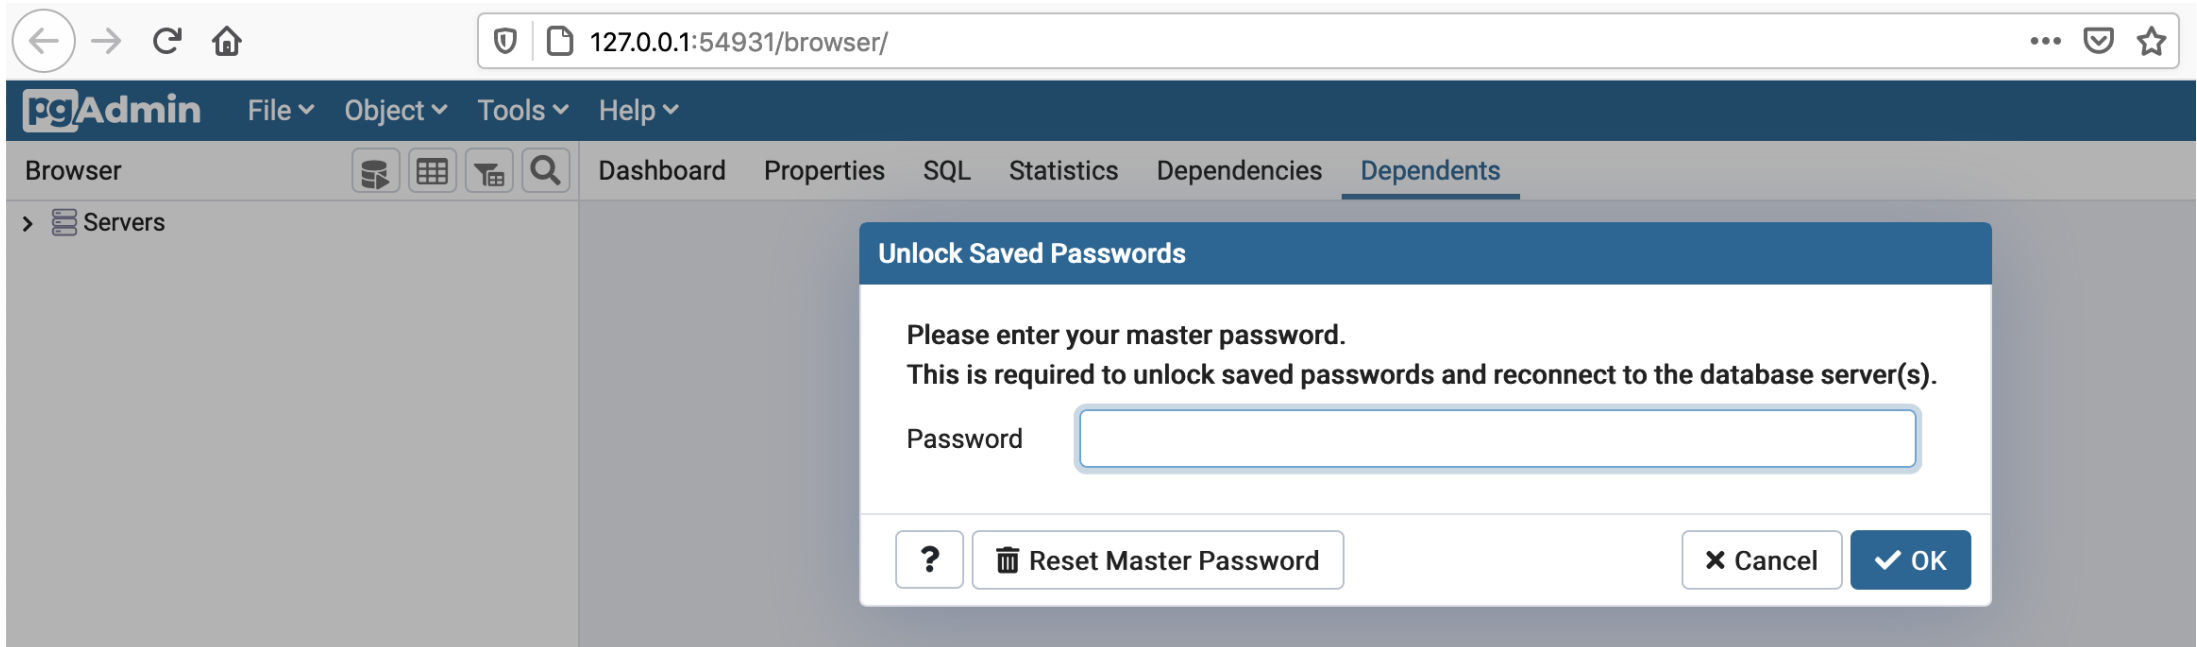 127.0.0.1:54931/browser/
pgAdmin File Object Tools Help
Browser Dashboard Properties SQL Statistics Dependencies Dependents
Servers
Unlock Saved Passwords
Please enter your master password.
This is required to unlock saved passwords and reconnect to the database server(s).
Password
? Reset Master Password Cancel OK